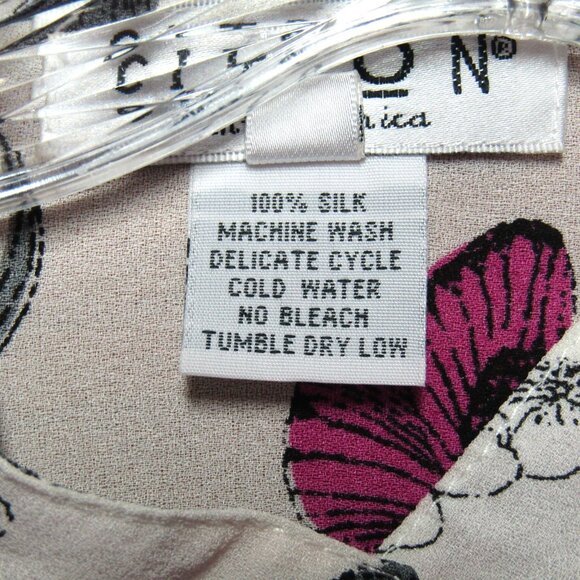 100% SILK
MACHINE WASH
DELICATE CYCLE
COLD WATER
NO BLEACH
TUMBLE DRY LOW